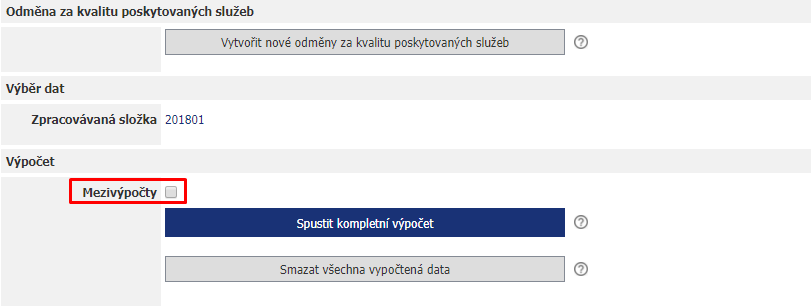 Odměna za kvalitu poskytovaných služeb
Vytvořit nové odměny za kvalitu poskytovaných služeb ?
Výběr dat
Zpracovávaná složka 201801
Výpočet
Mezivýpočty
Spustit kompletní výpočet ?
Smazat všechna vypočtená data ?